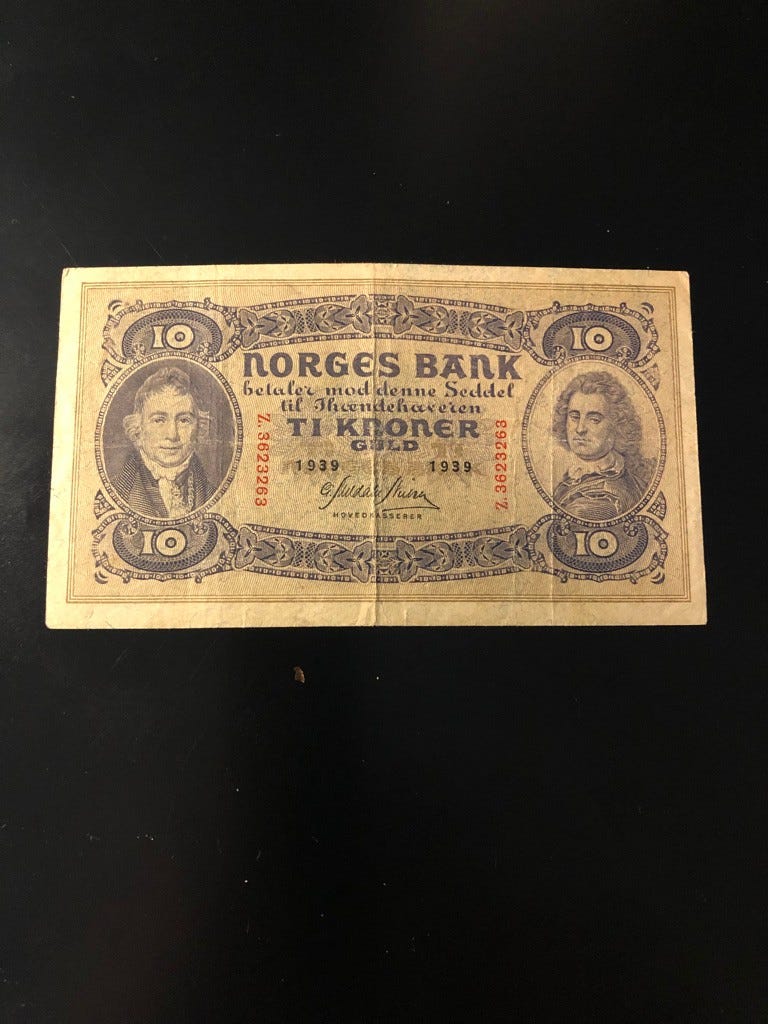 10 10
NORGES BANK
betaler mod denne Seddel
til Ihændehaveren
TI KRONER
GULD
1939 1939
HOVEDKASSERER
Z.3623263
Z.3623263
10 10